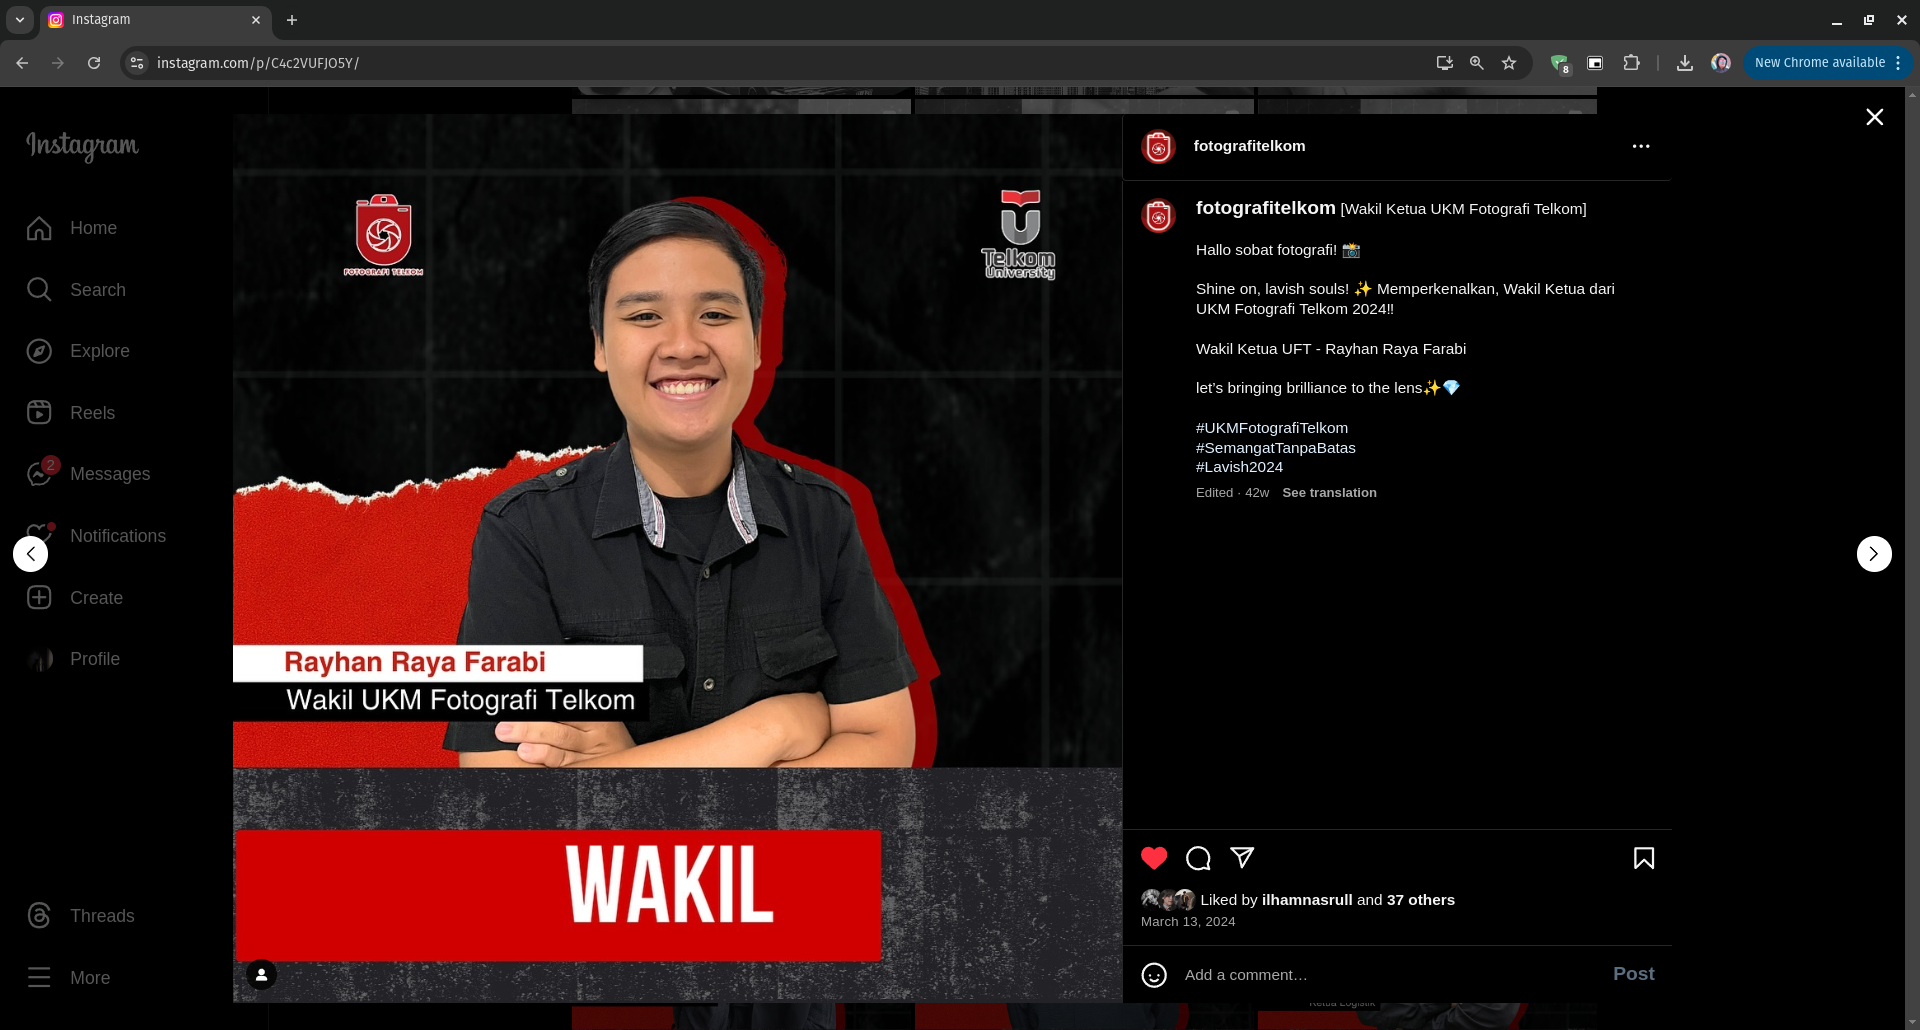 Instagram
instagram.com/p/C4c2VUFJO5Y/
8
New Chrome available
Instagram
Home
Search
Explore
Reels
2
Messages
Notifications
Create
Profile
Threads
More
FOTOGRAFI TELKOM
Telkom
University
Rayhan Raya Farabi
Wakil UKM Fotografi Telkom
WAKIL
fotografitelkom
fotografitelkom [Wakil Ketua UKM Fotografi Telkom]
Hallo sobat fotografi! 📸
Shine on, lavish souls! ✨ Memperkenalkan, Wakil Ketua dari
UKM Fotografi Telkom 2024!!
Wakil Ketua UFT - Rayhan Raya Farabi
let's bringing brilliance to the lens✨💎
#UKMFotografiTelkom
#SemangatTanpaBatas
#Lavish2024
Edited · 42w See translation
Liked by ilhamnasrull and 37 others
March 13, 2024
Add a comment…
Post
Ketua Logistik